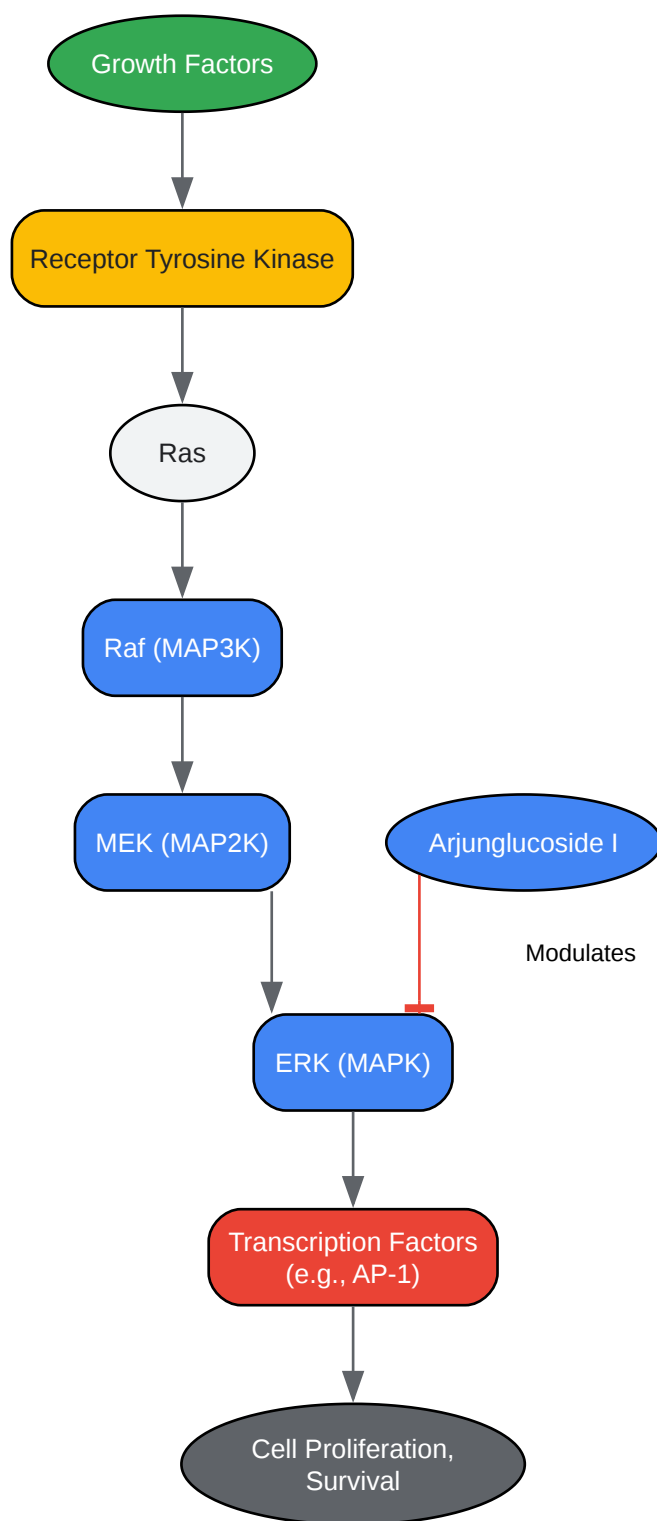 Growth Factors
Receptor Tyrosine Kinase
Ras
Raf (MAP3K)
MEK (MAP2K)
Arjunglucoside I
Modulates
ERK (MAPK)
Transcription Factors
(e.g., AP-1)
Cell Proliferation,
Survival